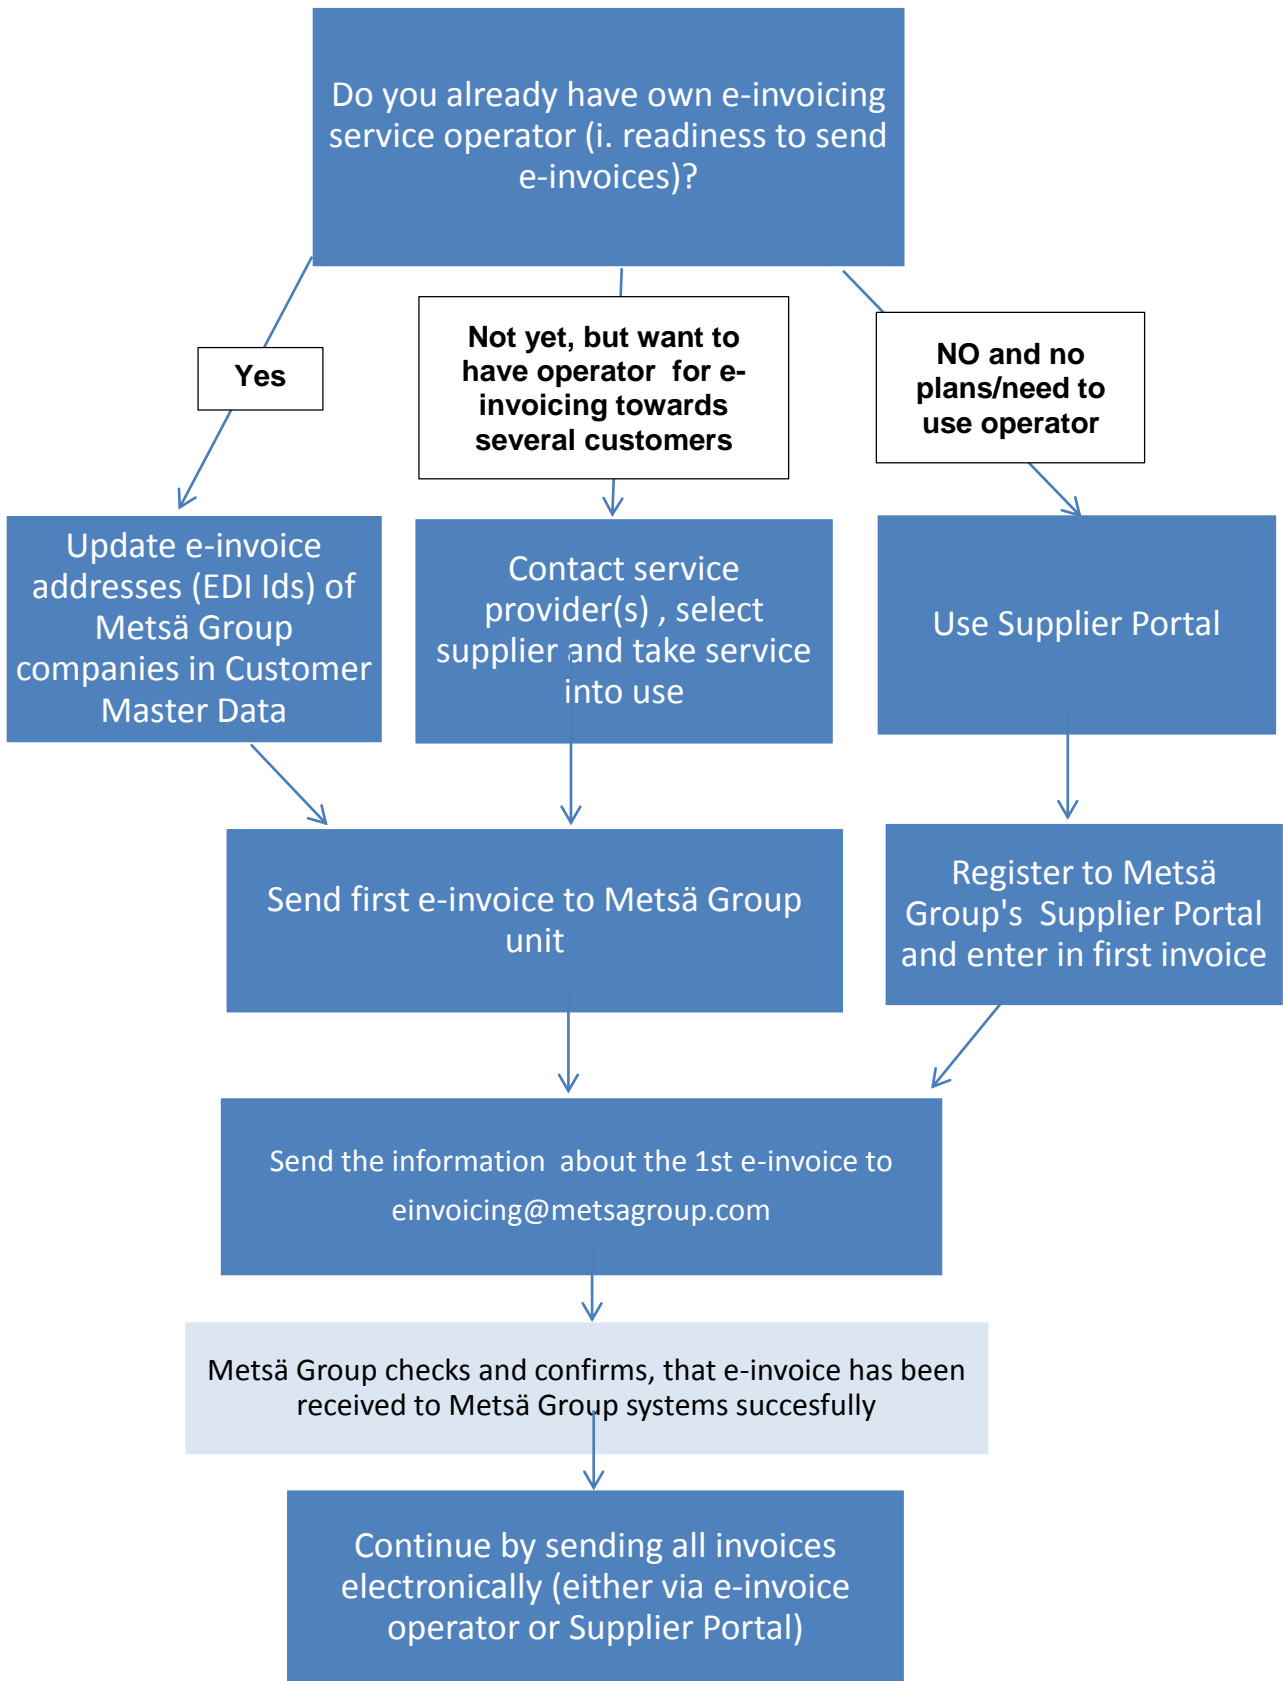 Do you already have own e-invoicing
service operator (i. readiness to send
e-invoices)?
Yes
Not yet, but want to
have operator  for e-
invoicing towards
several customers
NO and no
plans/need to
use operator
Update e-invoice
addresses (EDI Ids) of
Metsä Group
companies in Customer
Master Data
Contact service
provider(s) , select
supplier and take service
into use
Use Supplier Portal
Send first e-invoice to Metsä Group
unit
Register to Metsä
Group's  Supplier Portal
and enter in first invoice
Send the information  about the 1st e-invoice to
einvoicing@metsagroup.com
Metsä Group checks and confirms, that e-invoice has been
received to Metsä Group systems succesfully
Continue by sending all invoices
electronically (either via e-invoice
operator or Supplier Portal)